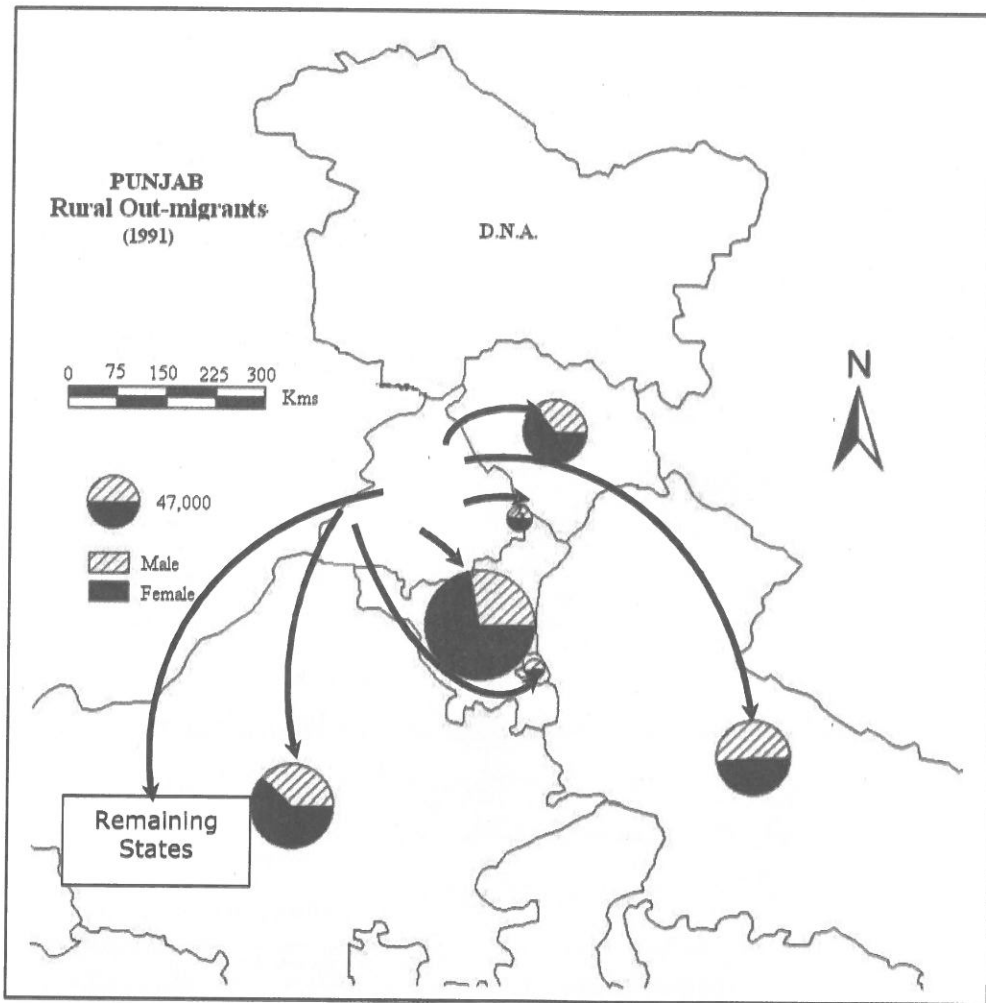 PUNJAB
Rural Out-migrants
(1991)
D.N.A.
0 75 150 225 300
Kms
N
47,000
Male
Female
Remaining
States